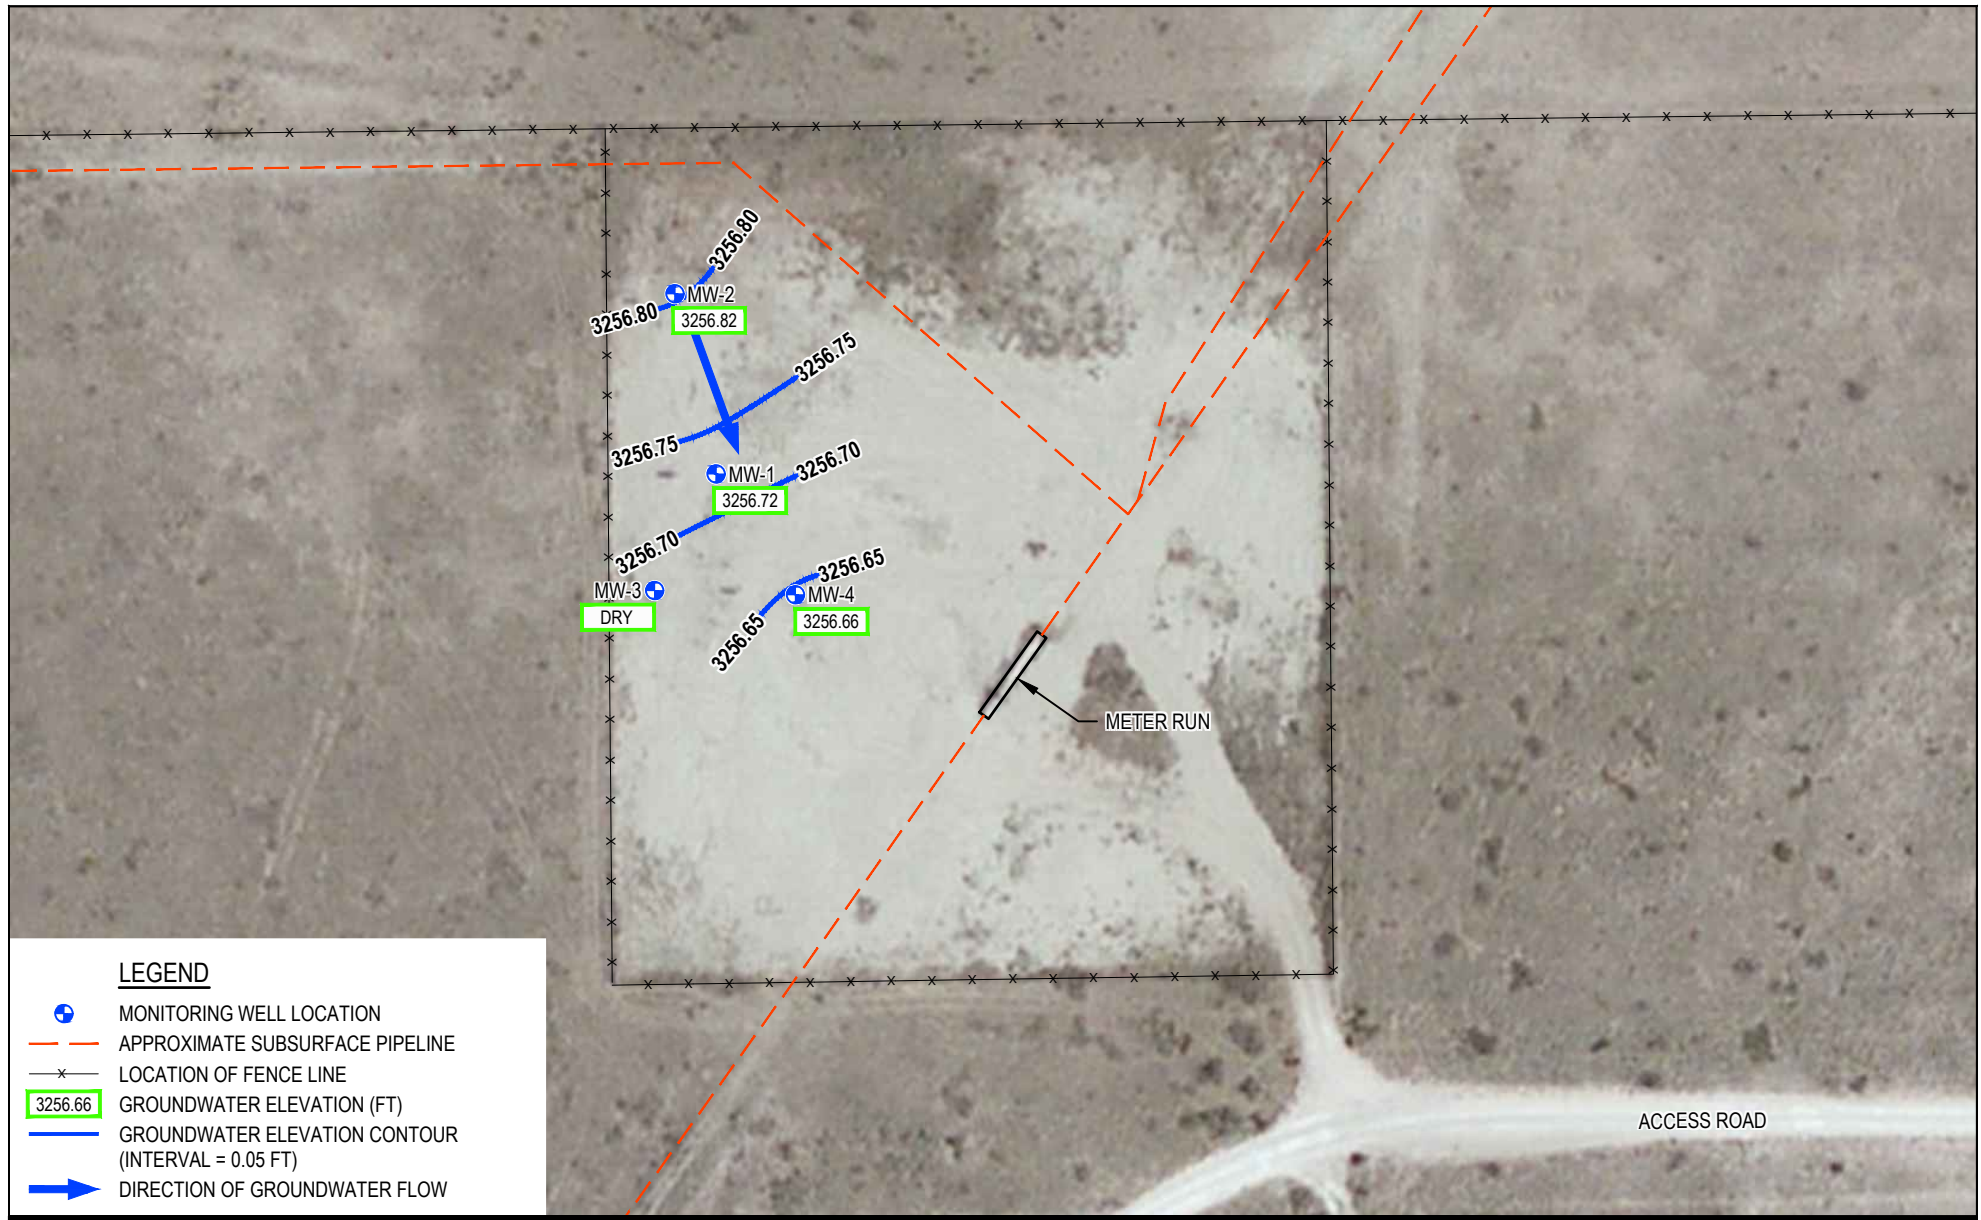 3256.80
MW-2
3256.80
3256.82
3256.75
3256.75
MW-1
3256.70
3256.72
3256.70
3256.65
MW-3
MW-4
DRY
3256.66
3256.65
METER RUN
LEGEND
MONITORING WELL LOCATION
APPROXIMATE SUBSURFACE PIPELINE
x LOCATION OF FENCE LINE
3256.66 GROUNDWATER ELEVATION (FT)
GROUNDWATER ELEVATION CONTOUR
(INTERVAL = 0.05 FT)
DIRECTION OF GROUNDWATER FLOW
ACCESS ROAD